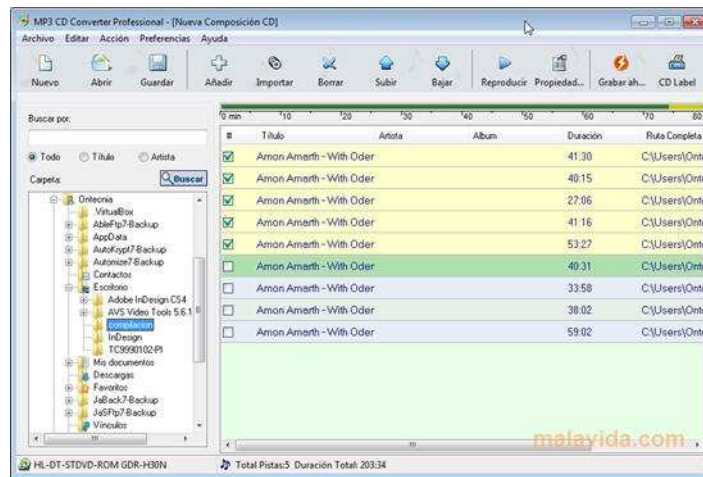 MP3 CD Converter Professional - [Nueva Composición CD]
Archivo Editar Acción Preferencias Ayuda
Nuevo Abrir Guardar Añadir Importar Borrar Subir Bajar Reproducir Propiedad... Grabar ah... CD Label
Buscar por:
0 min 10 20 30 40 50 60 70 80
# Título Artista Album Duración Ruta Completa
Todo Título Artista
Carpeta: Buscar
Amon Amarth - With Oder 41:30 C:\Users\Onte
Amon Amarth - With Oder 40:15 C:\Users\Onte
Amon Amarth - With Oder 27:06 C:\Users\Onte
Amon Amarth - With Oder 41:16 C:\Users\Onte
Amon Amarth - With Oder 53:27 C:\Users\Onte
Amon Amarth - With Oder 40:31 C:\Users\Onte
Amon Amarth - With Oder 33:58 C:\Users\Onte
Amon Amarth - With Oder 38:02 C:\Users\Onte
Amon Amarth - With Oder 59:02 C:\Users\Onte
Ontecnia
.VirtualBox
AbleFtp7-Backup
AppData
AutoKrypt7-Backup
Automize7-Backup
Contactos
Escritorio
Adobe InDesign CS4
AVS Video Tools 5.6.1
compilacion
InDesign
TC9990102-PI
Mis documentos
Descargas
Favoritos
JaBack7-Backup
JaSFtp7-Backup
Vínculos
malavida.com
HL-DT-STDVD-ROM GDR-H30N Total Pistas:5 Duración Total: 203:34